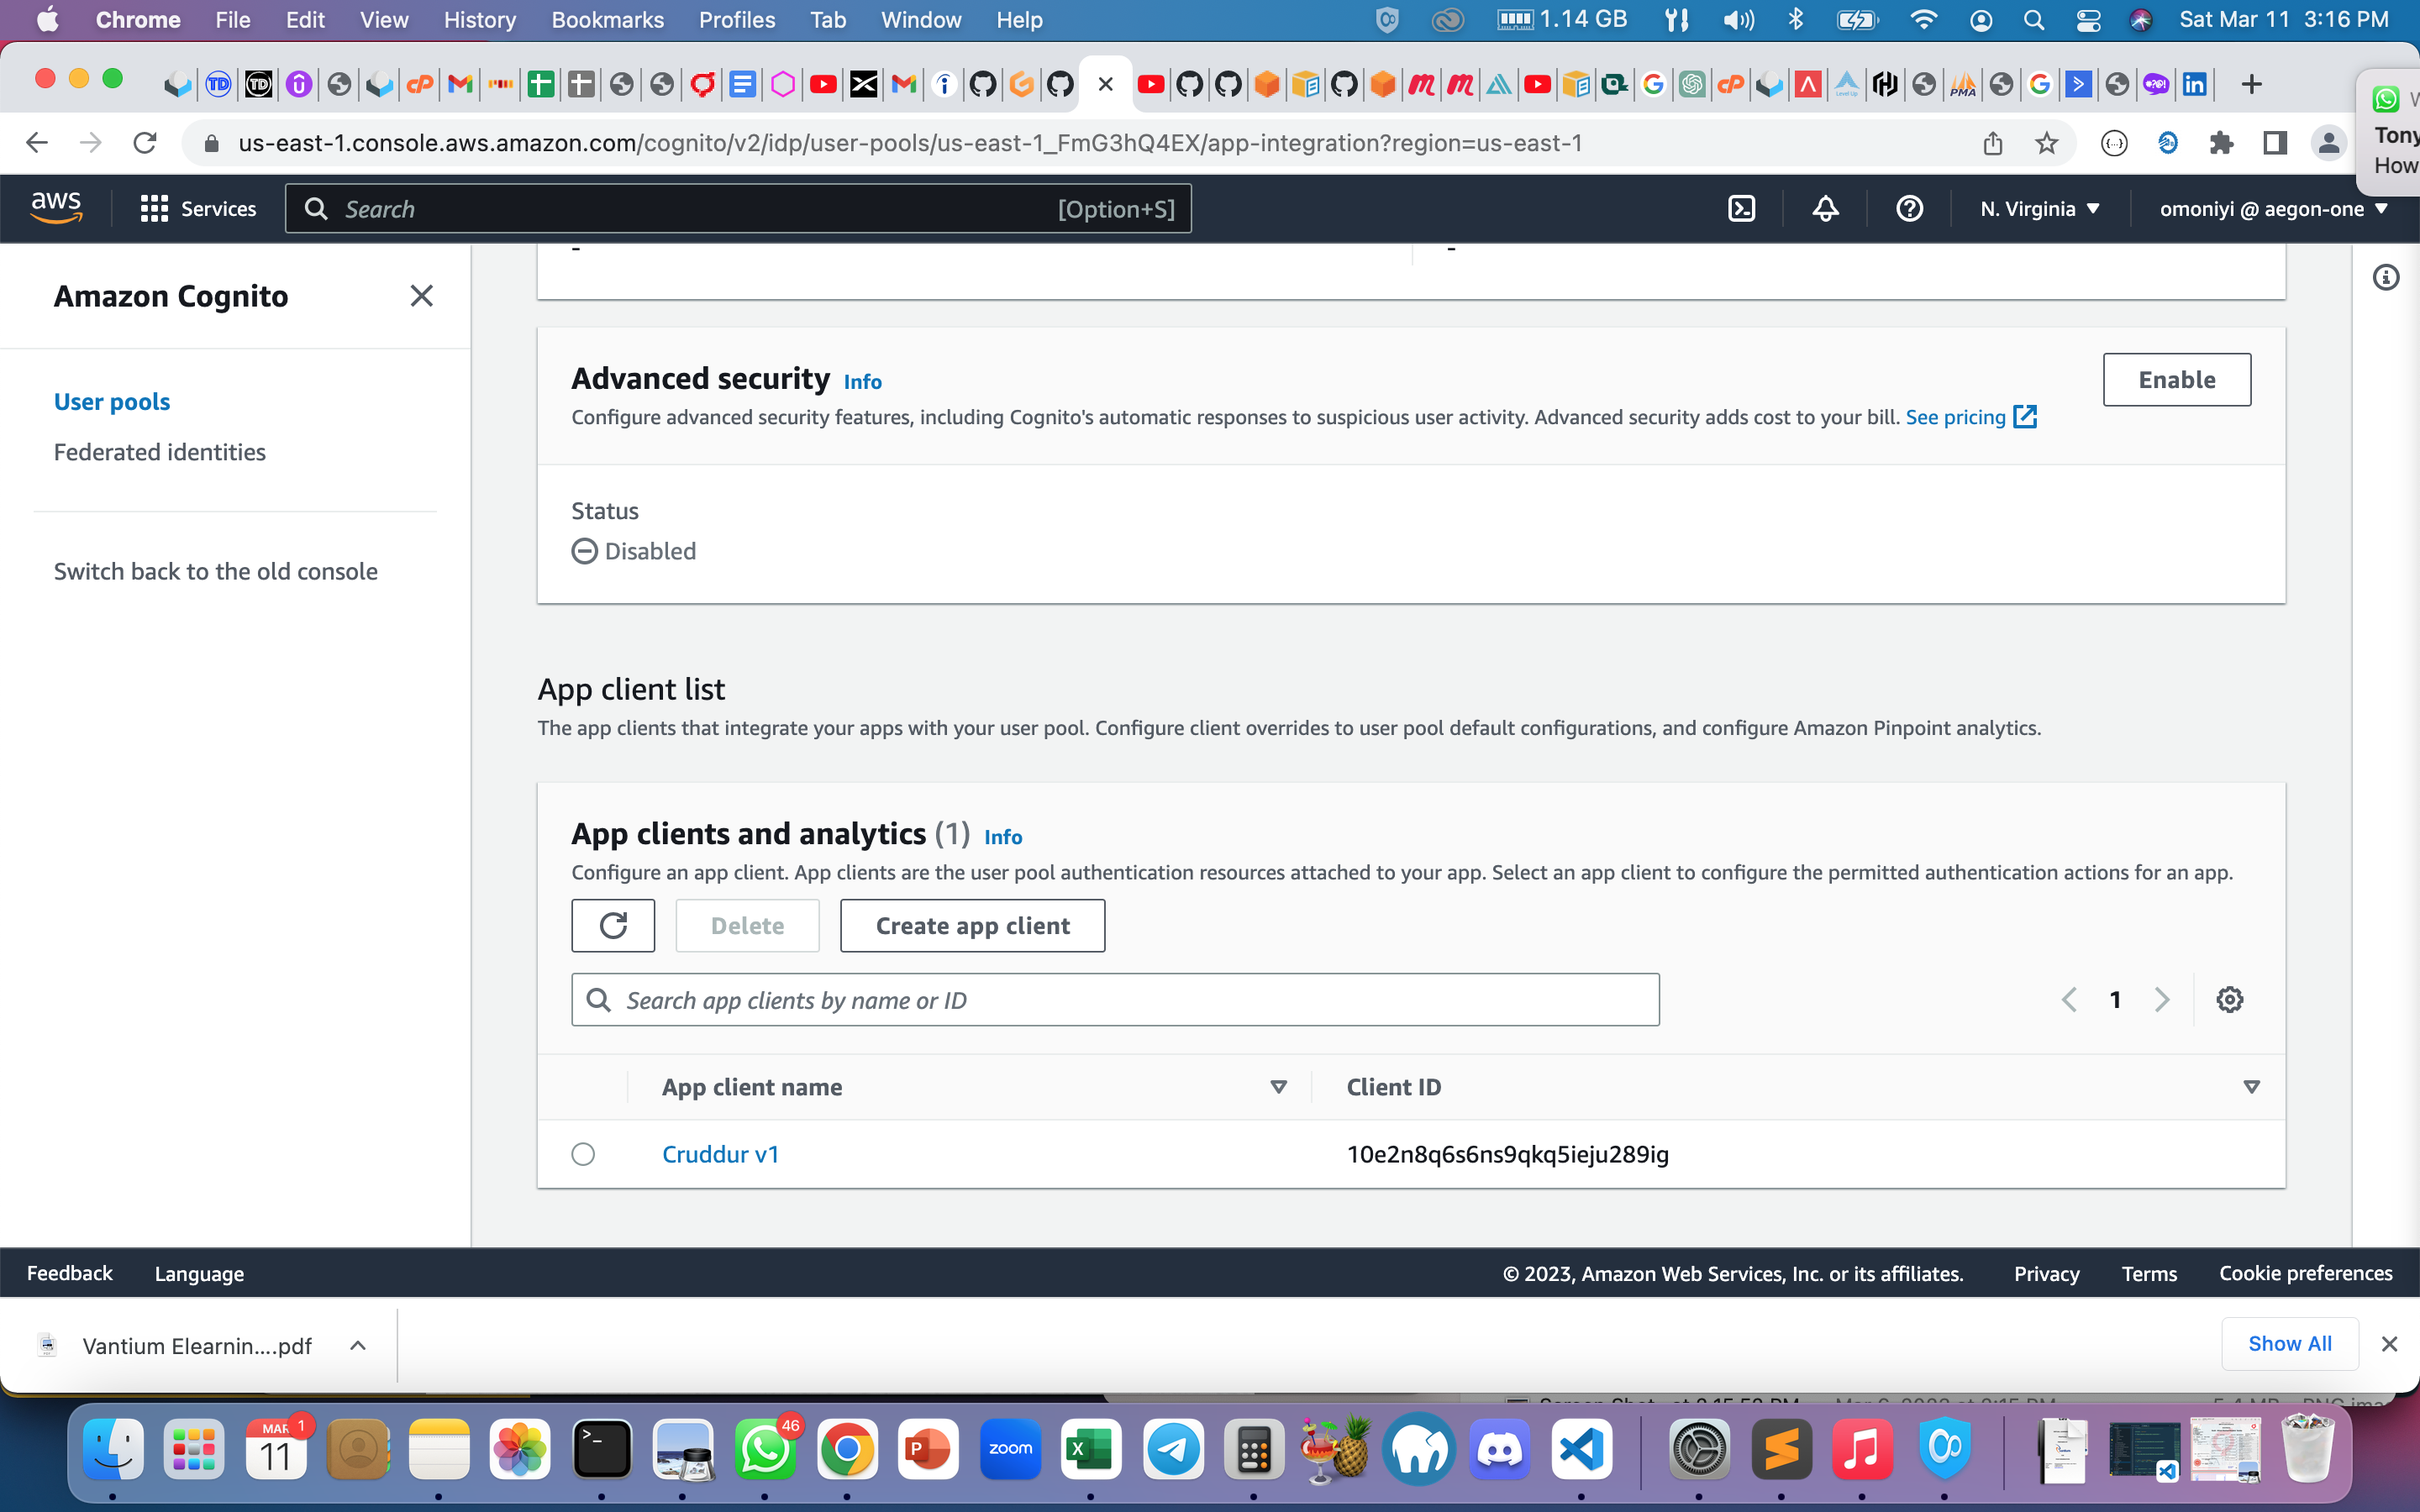 Chrome File Edit View History Bookmarks Profiles Tab Window Help 1.14 GB Sat Mar 11 3:16 PM
us-east-1.console.aws.amazon.com/cognito/v2/idp/user-pools/us-east-1_FmG3hQ4EX/app-integration?region=us-east-1
Tony
How
aws Services Search [Option+S] N. Virginia omoniyi @ aegon-one
Amazon Cognito
User pools
Federated identities
Switch back to the old console
- -
Advanced security Info
Enable
Configure advanced security features, including Cognito's automatic responses to suspicious user activity. Advanced security adds cost to your bill. See pricing
Status
Disabled
App client list
The app clients that integrate your apps with your user pool. Configure client overrides to user pool default configurations, and configure Amazon Pinpoint analytics.
App clients and analytics (1) Info
Configure an app client. App clients are the user pool authentication resources attached to your app. Select an app client to configure the permitted authentication actions for an app.
Delete Create app client
Search app clients by name or ID
1
App client name Client ID
Cruddur v1 10e2n8q6s6ns9qkq5ieju289ig
Feedback Language © 2023, Amazon Web Services, Inc. or its affiliates. Privacy Terms Cookie preferences
Vantium Elearnin....pdf
Show All
MAR 1
11
46
zoom